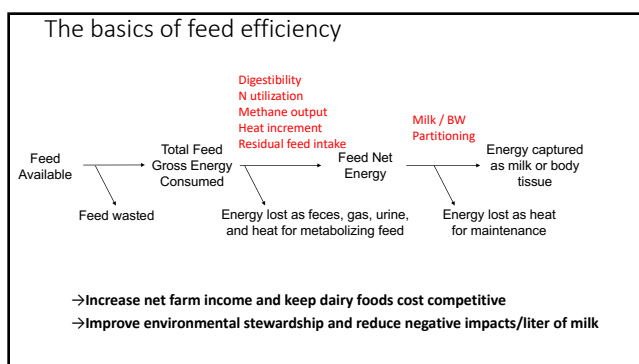 The basics of feed efficiency
Digestibility
N utilization
Methane output
Heat increment
Residual feed intake
Milk / BW
Partitioning
Feed
Available
Total Feed
Gross Energy
Consumed
Feed Net
Energy
Energy captured
as milk or body
tissue
Feed wasted
Energy lost as feces, gas, urine,
and heat for metabolizing feed
Energy lost as heat
for maintenance
→Increase net farm income and keep dairy foods cost competitive
→Improve environmental stewardship and reduce negative impacts/liter of milk